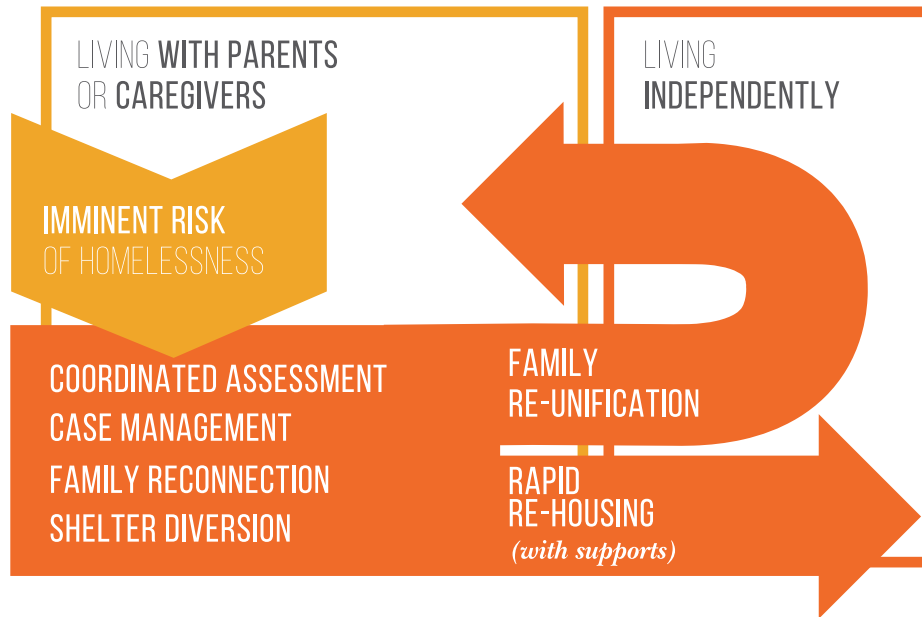 LIVING WITH PARENTS
OR CAREGIVERS
LIVING
INDEPENDENTLY
IMMINENT RISK
OF HOMELESSNESS
COORDINATED ASSESSMENT
CASE MANAGEMENT
FAMILY RECONNECTION
SHELTER DIVERSION
FAMILY
RE-UNIFICATION
RAPID
RE-HOUSING
(with supports)